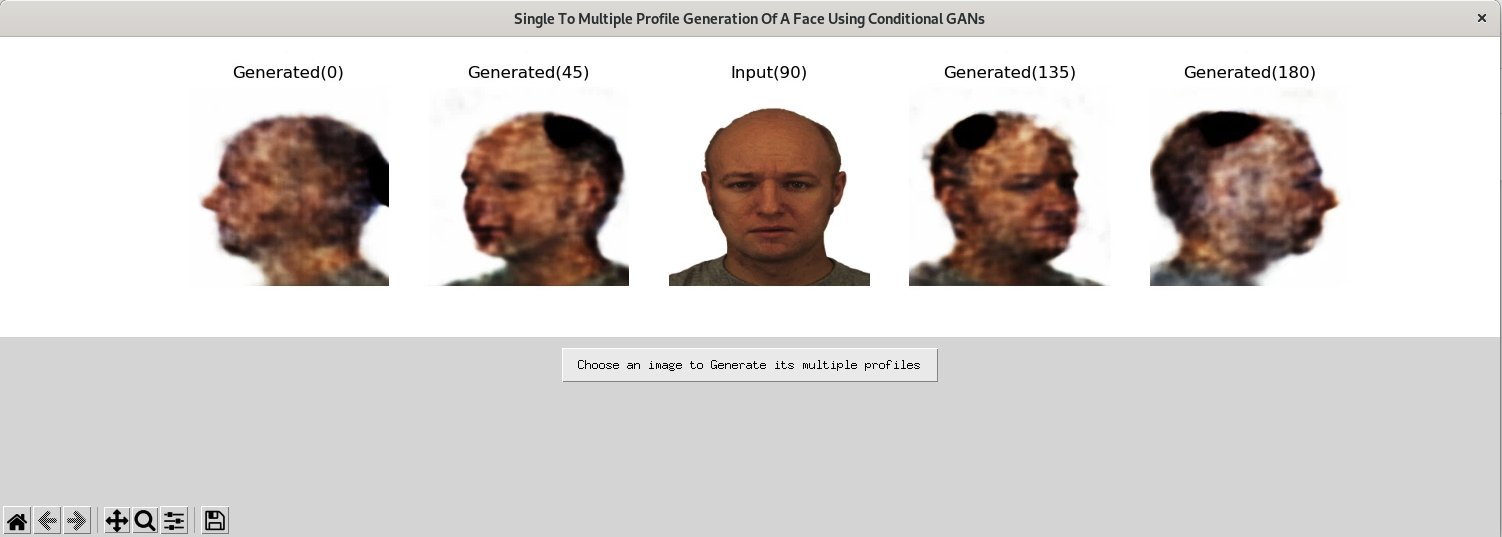 Single To Multiple Profile Generation Of A Face Using Conditional GANs
Generated(0)
Generated(45)
Input(90)
Generated(135)
Generated(180)
Choose an image to Generate its multiple profiles